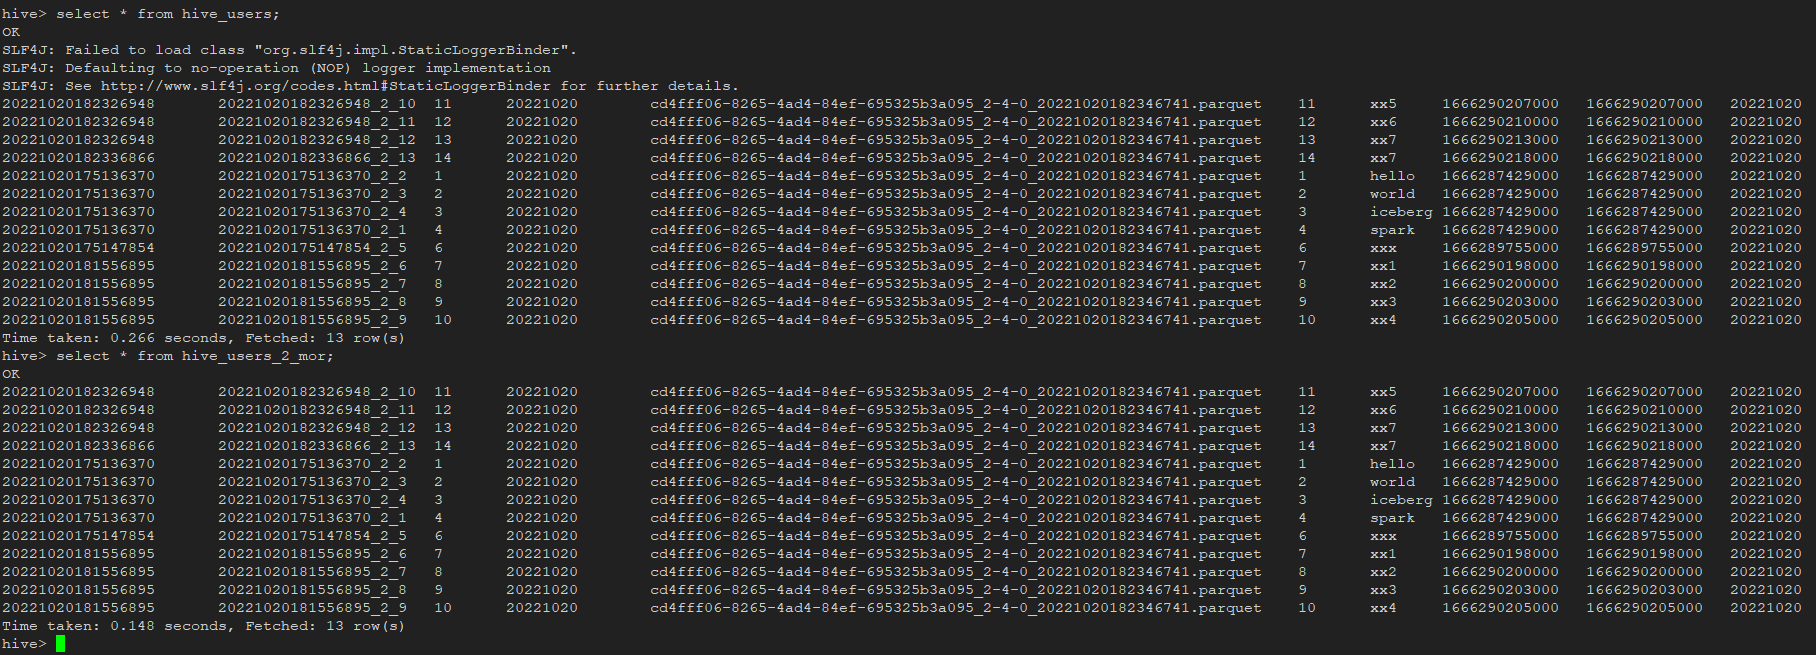 hive> select * from hive_users;
OK
SLF4J: Failed to load class "org.slf4j.impl.StaticLoggerBinder".
SLF4J: Defaulting to no-operation (NOP) logger implementation
SLF4J: See http://www.slf4j.org/codes.html#StaticLoggerBinder for further details.
20221020182326948 20221020182326948_2_10 11 20221020 cd4fff06-8265-4ad4-84ef-695325b3a095_2-4-0_20221020182346741.parquet 11 xx5 1666290207000 1666290207000 20221020
20221020182326948 20221020182326948_2_11 12 20221020 cd4fff06-8265-4ad4-84ef-695325b3a095_2-4-0_20221020182346741.parquet 12 xx6 1666290210000 1666290210000 20221020
20221020182326948 20221020182326948_2_12 13 20221020 cd4fff06-8265-4ad4-84ef-695325b3a095_2-4-0_20221020182346741.parquet 13 xx7 1666290213000 1666290213000 20221020
20221020182336866 20221020182336866_2_13 14 20221020 cd4fff06-8265-4ad4-84ef-695325b3a095_2-4-0_20221020182346741.parquet 14 xx7 1666290218000 1666290218000 20221020
20221020175136370 20221020175136370_2_2 1 20221020 cd4fff06-8265-4ad4-84ef-695325b3a095_2-4-0_20221020182346741.parquet 1 hello 1666287429000 1666287429000 20221020
20221020175136370 20221020175136370_2_3 2 20221020 cd4fff06-8265-4ad4-84ef-695325b3a095_2-4-0_20221020182346741.parquet 2 world 1666287429000 1666287429000 20221020
20221020175136370 20221020175136370_2_4 3 20221020 cd4fff06-8265-4ad4-84ef-695325b3a095_2-4-0_20221020182346741.parquet 3 iceberg 1666287429000 1666287429000 20221020
20221020175136370 20221020175136370_2_1 4 20221020 cd4fff06-8265-4ad4-84ef-695325b3a095_2-4-0_20221020182346741.parquet 4 spark 1666287429000 1666287429000 20221020
20221020175147854 20221020175147854_2_5 6 20221020 cd4fff06-8265-4ad4-84ef-695325b3a095_2-4-0_20221020182346741.parquet 6 xxx 1666289755000 1666289755000 20221020
20221020181556895 20221020181556895_2_6 7 20221020 cd4fff06-8265-4ad4-84ef-695325b3a095_2-4-0_20221020182346741.parquet 7 xx1 1666290198000 1666290198000 20221020
20221020181556895 20221020181556895_2_7 8 20221020 cd4fff06-8265-4ad4-84ef-695325b3a095_2-4-0_20221020182346741.parquet 8 xx2 1666290200000 1666290200000 20221020
20221020181556895 20221020181556895_2_8 9 20221020 cd4fff06-8265-4ad4-84ef-695325b3a095_2-4-0_20221020182346741.parquet 9 xx3 1666290203000 1666290203000 20221020
20221020181556895 20221020181556895_2_9 10 20221020 cd4fff06-8265-4ad4-84ef-695325b3a095_2-4-0_20221020182346741.parquet 10 xx4 1666290205000 1666290205000 20221020
Time taken: 0.266 seconds, Fetched: 13 row(s)
hive> select * from hive_users_2_mor;
OK
20221020182326948 20221020182326948_2_10 11 20221020 cd4fff06-8265-4ad4-84ef-695325b3a095_2-4-0_20221020182346741.parquet 11 xx5 1666290207000 1666290207000 20221020
20221020182326948 20221020182326948_2_11 12 20221020 cd4fff06-8265-4ad4-84ef-695325b3a095_2-4-0_20221020182346741.parquet 12 xx6 1666290210000 1666290210000 20221020
20221020182326948 20221020182326948_2_12 13 20221020 cd4fff06-8265-4ad4-84ef-695325b3a095_2-4-0_20221020182346741.parquet 13 xx7 1666290213000 1666290213000 20221020
20221020182336866 20221020182336866_2_13 14 20221020 cd4fff06-8265-4ad4-84ef-695325b3a095_2-4-0_20221020182346741.parquet 14 xx7 1666290218000 1666290218000 20221020
20221020175136370 20221020175136370_2_2 1 20221020 cd4fff06-8265-4ad4-84ef-695325b3a095_2-4-0_20221020182346741.parquet 1 hello 1666287429000 1666287429000 20221020
20221020175136370 20221020175136370_2_3 2 20221020 cd4fff06-8265-4ad4-84ef-695325b3a095_2-4-0_20221020182346741.parquet 2 world 1666287429000 1666287429000 20221020
20221020175136370 20221020175136370_2_4 3 20221020 cd4fff06-8265-4ad4-84ef-695325b3a095_2-4-0_20221020182346741.parquet 3 iceberg 1666287429000 1666287429000 20221020
20221020175136370 20221020175136370_2_1 4 20221020 cd4fff06-8265-4ad4-84ef-695325b3a095_2-4-0_20221020182346741.parquet 4 spark 1666287429000 1666287429000 20221020
20221020175147854 20221020175147854_2_5 6 20221020 cd4fff06-8265-4ad4-84ef-695325b3a095_2-4-0_20221020182346741.parquet 6 xxx 1666289755000 1666289755000 20221020
20221020181556895 20221020181556895_2_6 7 20221020 cd4fff06-8265-4ad4-84ef-695325b3a095_2-4-0_20221020182346741.parquet 7 xx1 1666290198000 1666290198000 20221020
20221020181556895 20221020181556895_2_7 8 20221020 cd4fff06-8265-4ad4-84ef-695325b3a095_2-4-0_20221020182346741.parquet 8 xx2 1666290200000 1666290200000 20221020
20221020181556895 20221020181556895_2_8 9 20221020 cd4fff06-8265-4ad4-84ef-695325b3a095_2-4-0_20221020182346741.parquet 9 xx3 1666290203000 1666290203000 20221020
20221020181556895 20221020181556895_2_9 10 20221020 cd4fff06-8265-4ad4-84ef-695325b3a095_2-4-0_20221020182346741.parquet 10 xx4 1666290205000 1666290205000 20221020
Time taken: 0.148 seconds, Fetched: 13 row(s)
hive>